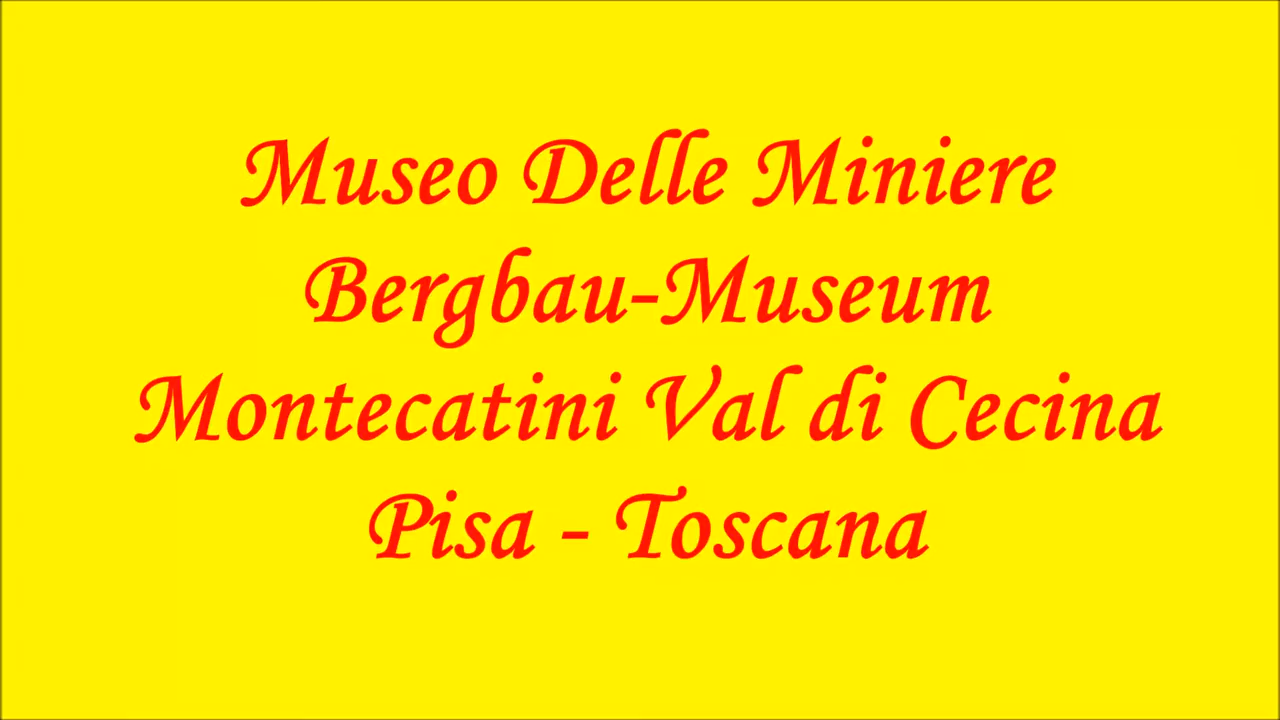 Museo Delle Miniere
Bergbau-Museum
Montecatini Val di Cecina
Pisa - Toscana